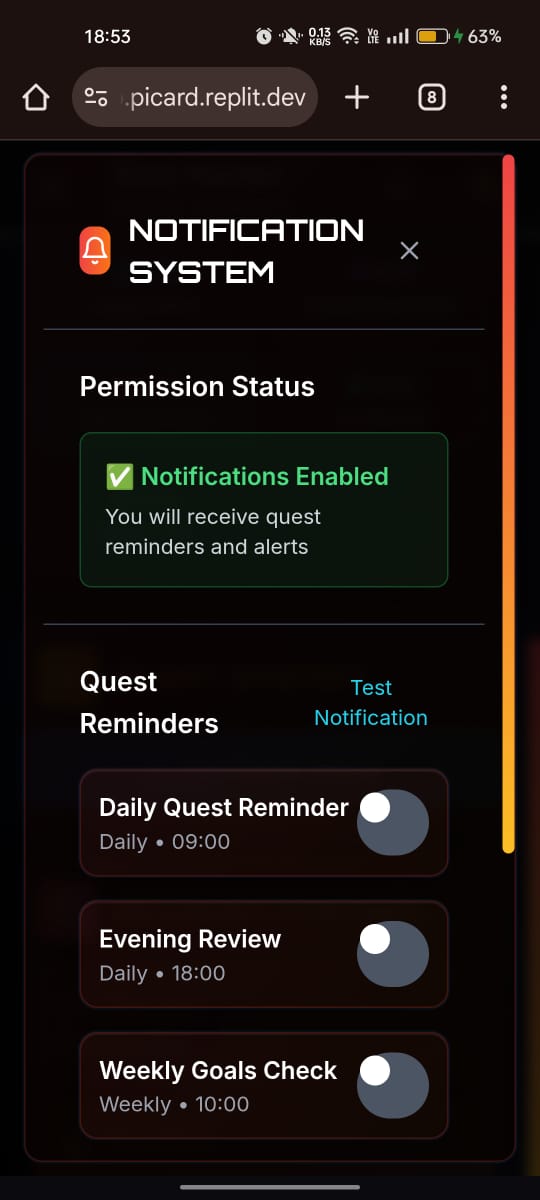 18:53
0.13
KB/S
Vo
LTE
63%
.picard.replit.dev
8
NOTIFICATION
SYSTEM
Permission Status
✅ Notifications Enabled
You will receive quest
reminders and alerts
Quest
Reminders
Test
Notification
Daily Quest Reminder
Daily • 09:00
Evening Review
Daily • 18:00
Weekly Goals Check
Weekly • 10:00